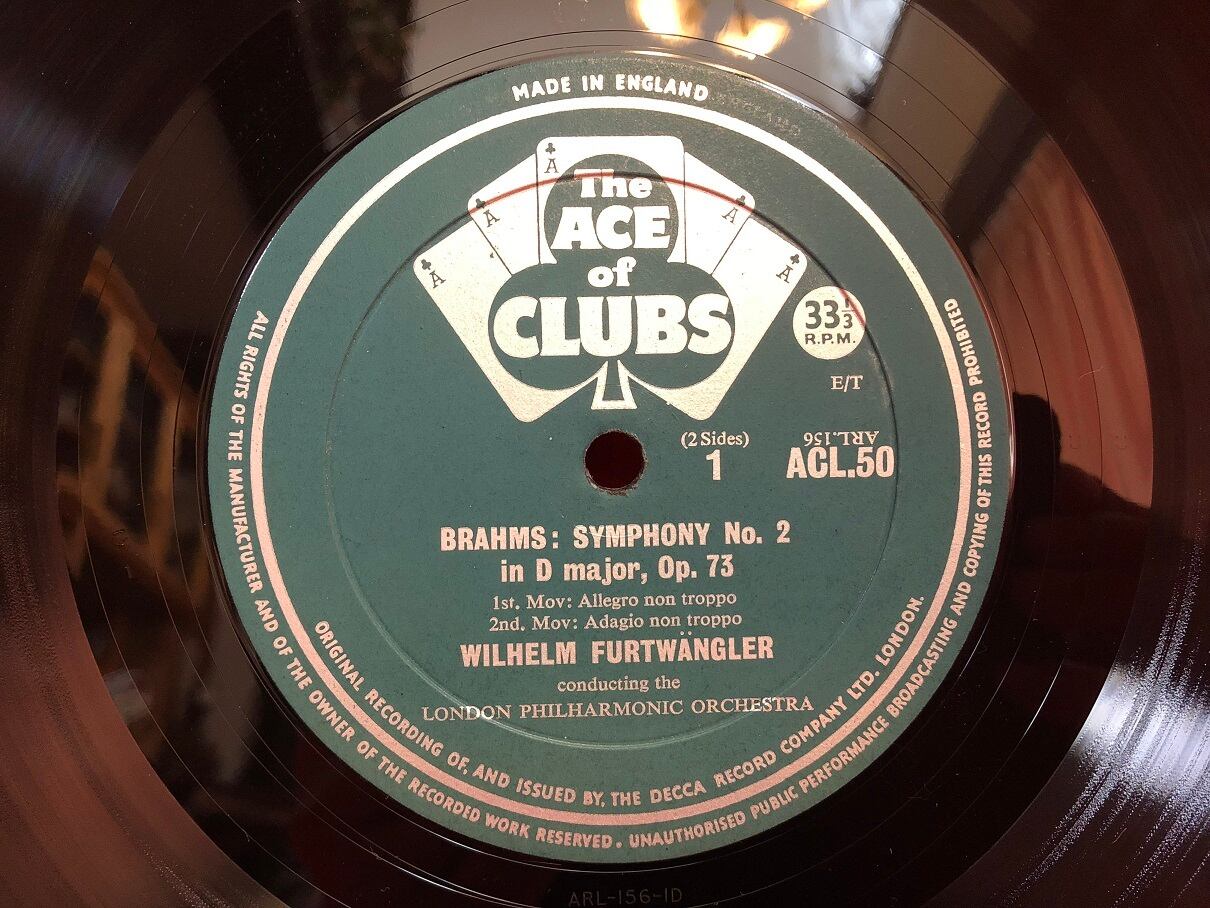 MADE IN ENGLAND
A
A
A
A
A
The
ACE
of
CLUBS
33 1/3
R.P.M.
E/T
(2 Sides)
1
ARL.156
ACL.50
BRAHMS: SYMPHONY No. 2
in D major, Op. 73
1st. Mov: Allegro non troppo
2nd. Mov: Adagio non troppo
WILHELM FURTWÄNGLER
conducting the
LONDON PHILHARMONIC ORCHESTRA
ORIGINAL RECORDING OF, AND ISSUED BY, THE DECCA RECORD COMPANY LTD. LONDON.
ALL RIGHTS OF THE MANUFACTURER AND OF THE OWNER OF THE RECORDED WORK RESERVED. UNAUTHORISED PUBLIC PERFORMANCE BROADCASTING AND COPYING OF THIS RECORD PROHIBITED
ARL-156-1D